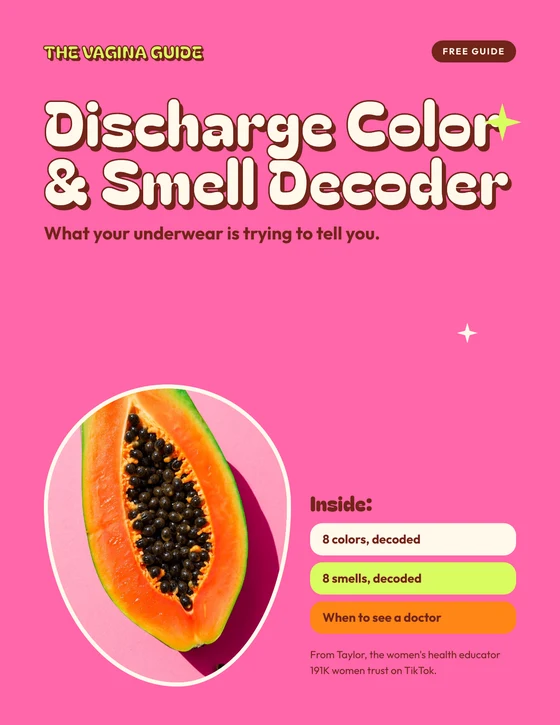 THE VAGINA GUIDE
FREE GUIDE
Discharge Color
& Smell Decoder
What your underwear is trying to tell you.
Inside:
8 colors, decoded
8 smells, decoded
When to see a doctor
From Taylor, the women's health educator
191K women trust on TikTok.